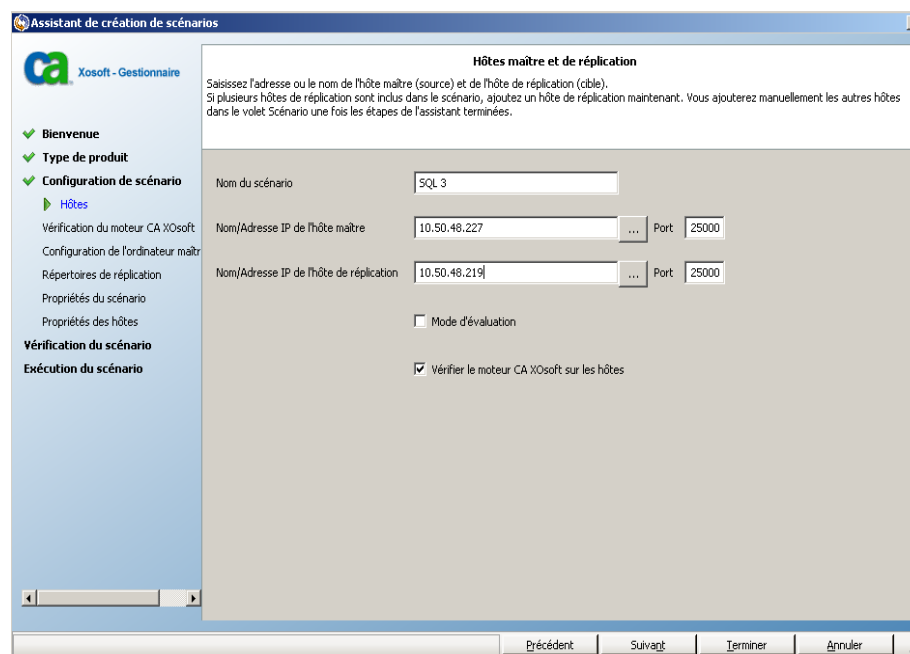 Assistant de création de scénarios
ca Xosoft - Gestionnaire
Bienvenue
Type de produit
Configuration de scénario
Hôtes
Vérification du moteur CA XOsoft
Configuration de l'ordinateur maîtr
Répertoires de réplication
Propriétés du scénario
Propriétés des hôtes
Vérification du scénario
Exécution du scénario
Hôtes maître et de réplication
Saisissez l'adresse ou le nom de l'hôte maître (source) et de l'hôte de réplication (cible).
Si plusieurs hôtes de réplication sont inclus dans le scénario, ajoutez un hôte de réplication maintenant. Vous ajouterez manuellement les autres hôtes
dans le volet Scénario une fois les étapes de l'assistant terminées.
Nom du scénario SQL 3
Nom/Adresse IP de l'hôte maître 10.50.48.227 ... Port 25000
Nom/Adresse IP de l'hôte de réplication 10.50.48.219 ... Port 25000
Mode d'évaluation
Vérifier le moteur CA XOsoft sur les hôtes
Précédent Suivant Terminer Annuler